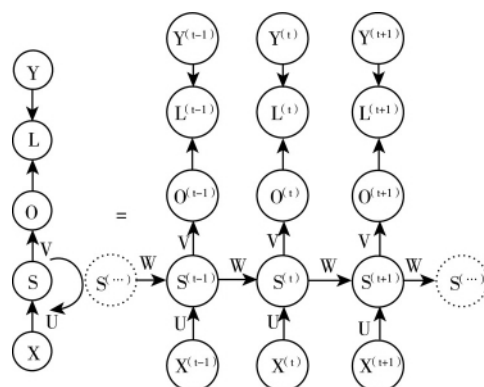 Y⁽ᵗ⁻¹⁾ Y⁽ᵗ⁾ Y⁽ᵗ⁺¹⁾
Y
L⁽ᵗ⁻¹⁾ L⁽ᵗ⁾ L⁽ᵗ⁺¹⁾
L
O O⁽ᵗ⁻¹⁾ O⁽ᵗ⁾ O⁽ᵗ⁺¹⁾
=
V V V V
W W W W
S S⁽···⁾ S⁽ᵗ⁻¹⁾ S⁽ᵗ⁾ S⁽ᵗ⁺¹⁾ S⁽···⁾
U U U U
X X⁽ᵗ⁻¹⁾ X⁽ᵗ⁾ X⁽ᵗ⁺¹⁾